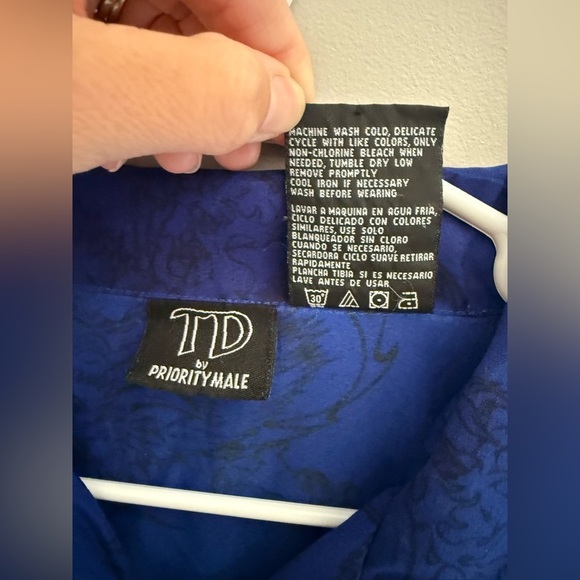 MACHINE WASH COLD, DELICATE
CYCLE WITH LIKE COLORS, ONLY
NON-CHLORINE BLEACH WHEN
NEEDED, TUMBLE DRY LOW
REMOVE PROMPTLY
COOL IRON IF NECESSARY
WASH BEFORE WEARING
LAVAR A MAQUINA EN AGUA FRIA,
CICLO DELICADO CON COLORES
SIMILARES, USE SOLO
BLANQUEADOR SIN CLORO
CUANDO SE NECESARIO,
SECARDORA CICLO SUAVE RETIRAR
RAPIDAMENTE
PLANCHA TIBIA SI ES NECESARIO
LAVE ANTES DE USAR
30°
TD
by
PRIORITYMALE